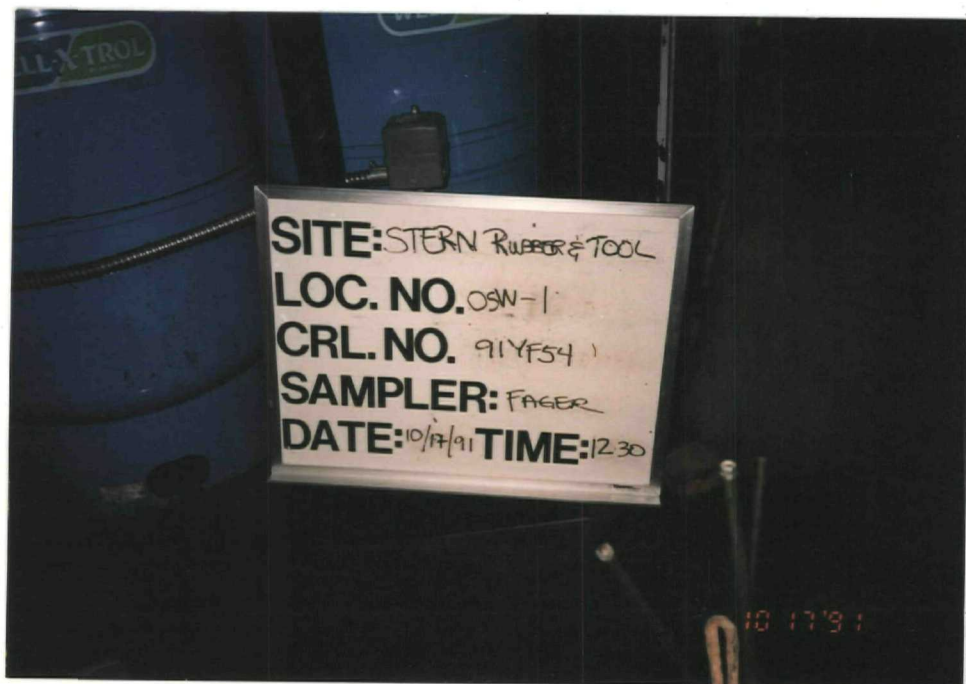 ELL-X-TROL
WELL
SITE: STERN RUBBER & TOOL
LOC. NO. OSW-1
CRL. NO. 91YF54
SAMPLER: FAGER
DATE: 10/17/91 TIME: 12:30
10 17 '91